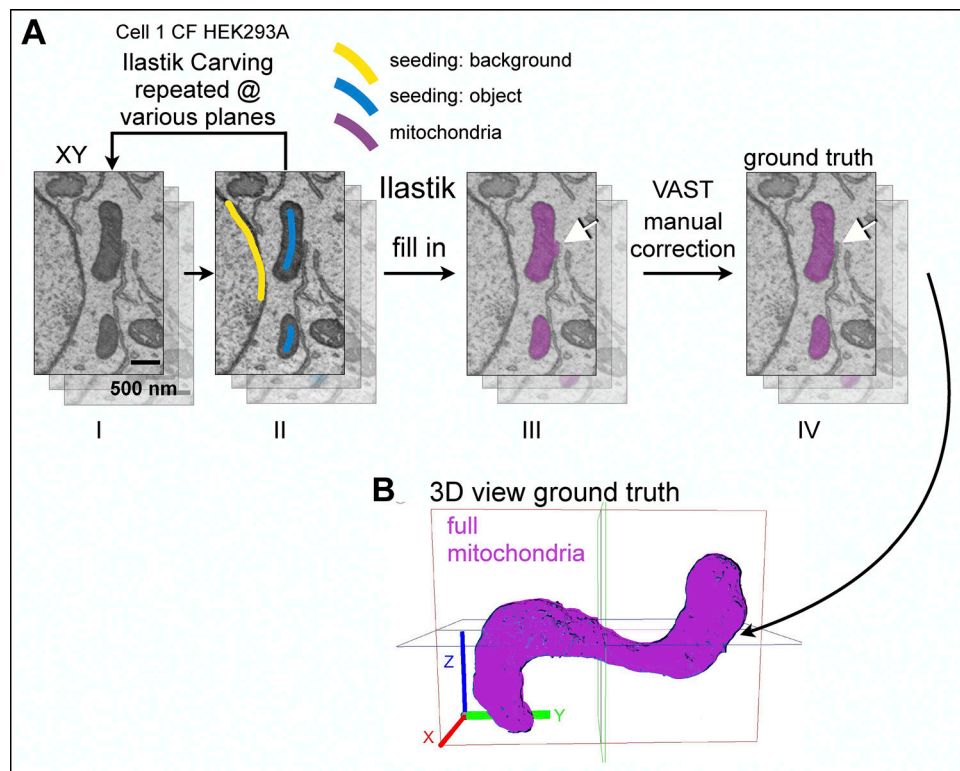 A
Cell 1 CF HEK293A
Ilastik Carving
repeated @
various planes
seeding: background
seeding: object
mitochondria
XY
Ilastik
fill in
VAST
manual
correction
ground truth
500 nm
I
II
III
IV
B
3D view ground truth
full
mitochondria
Z
Y
X